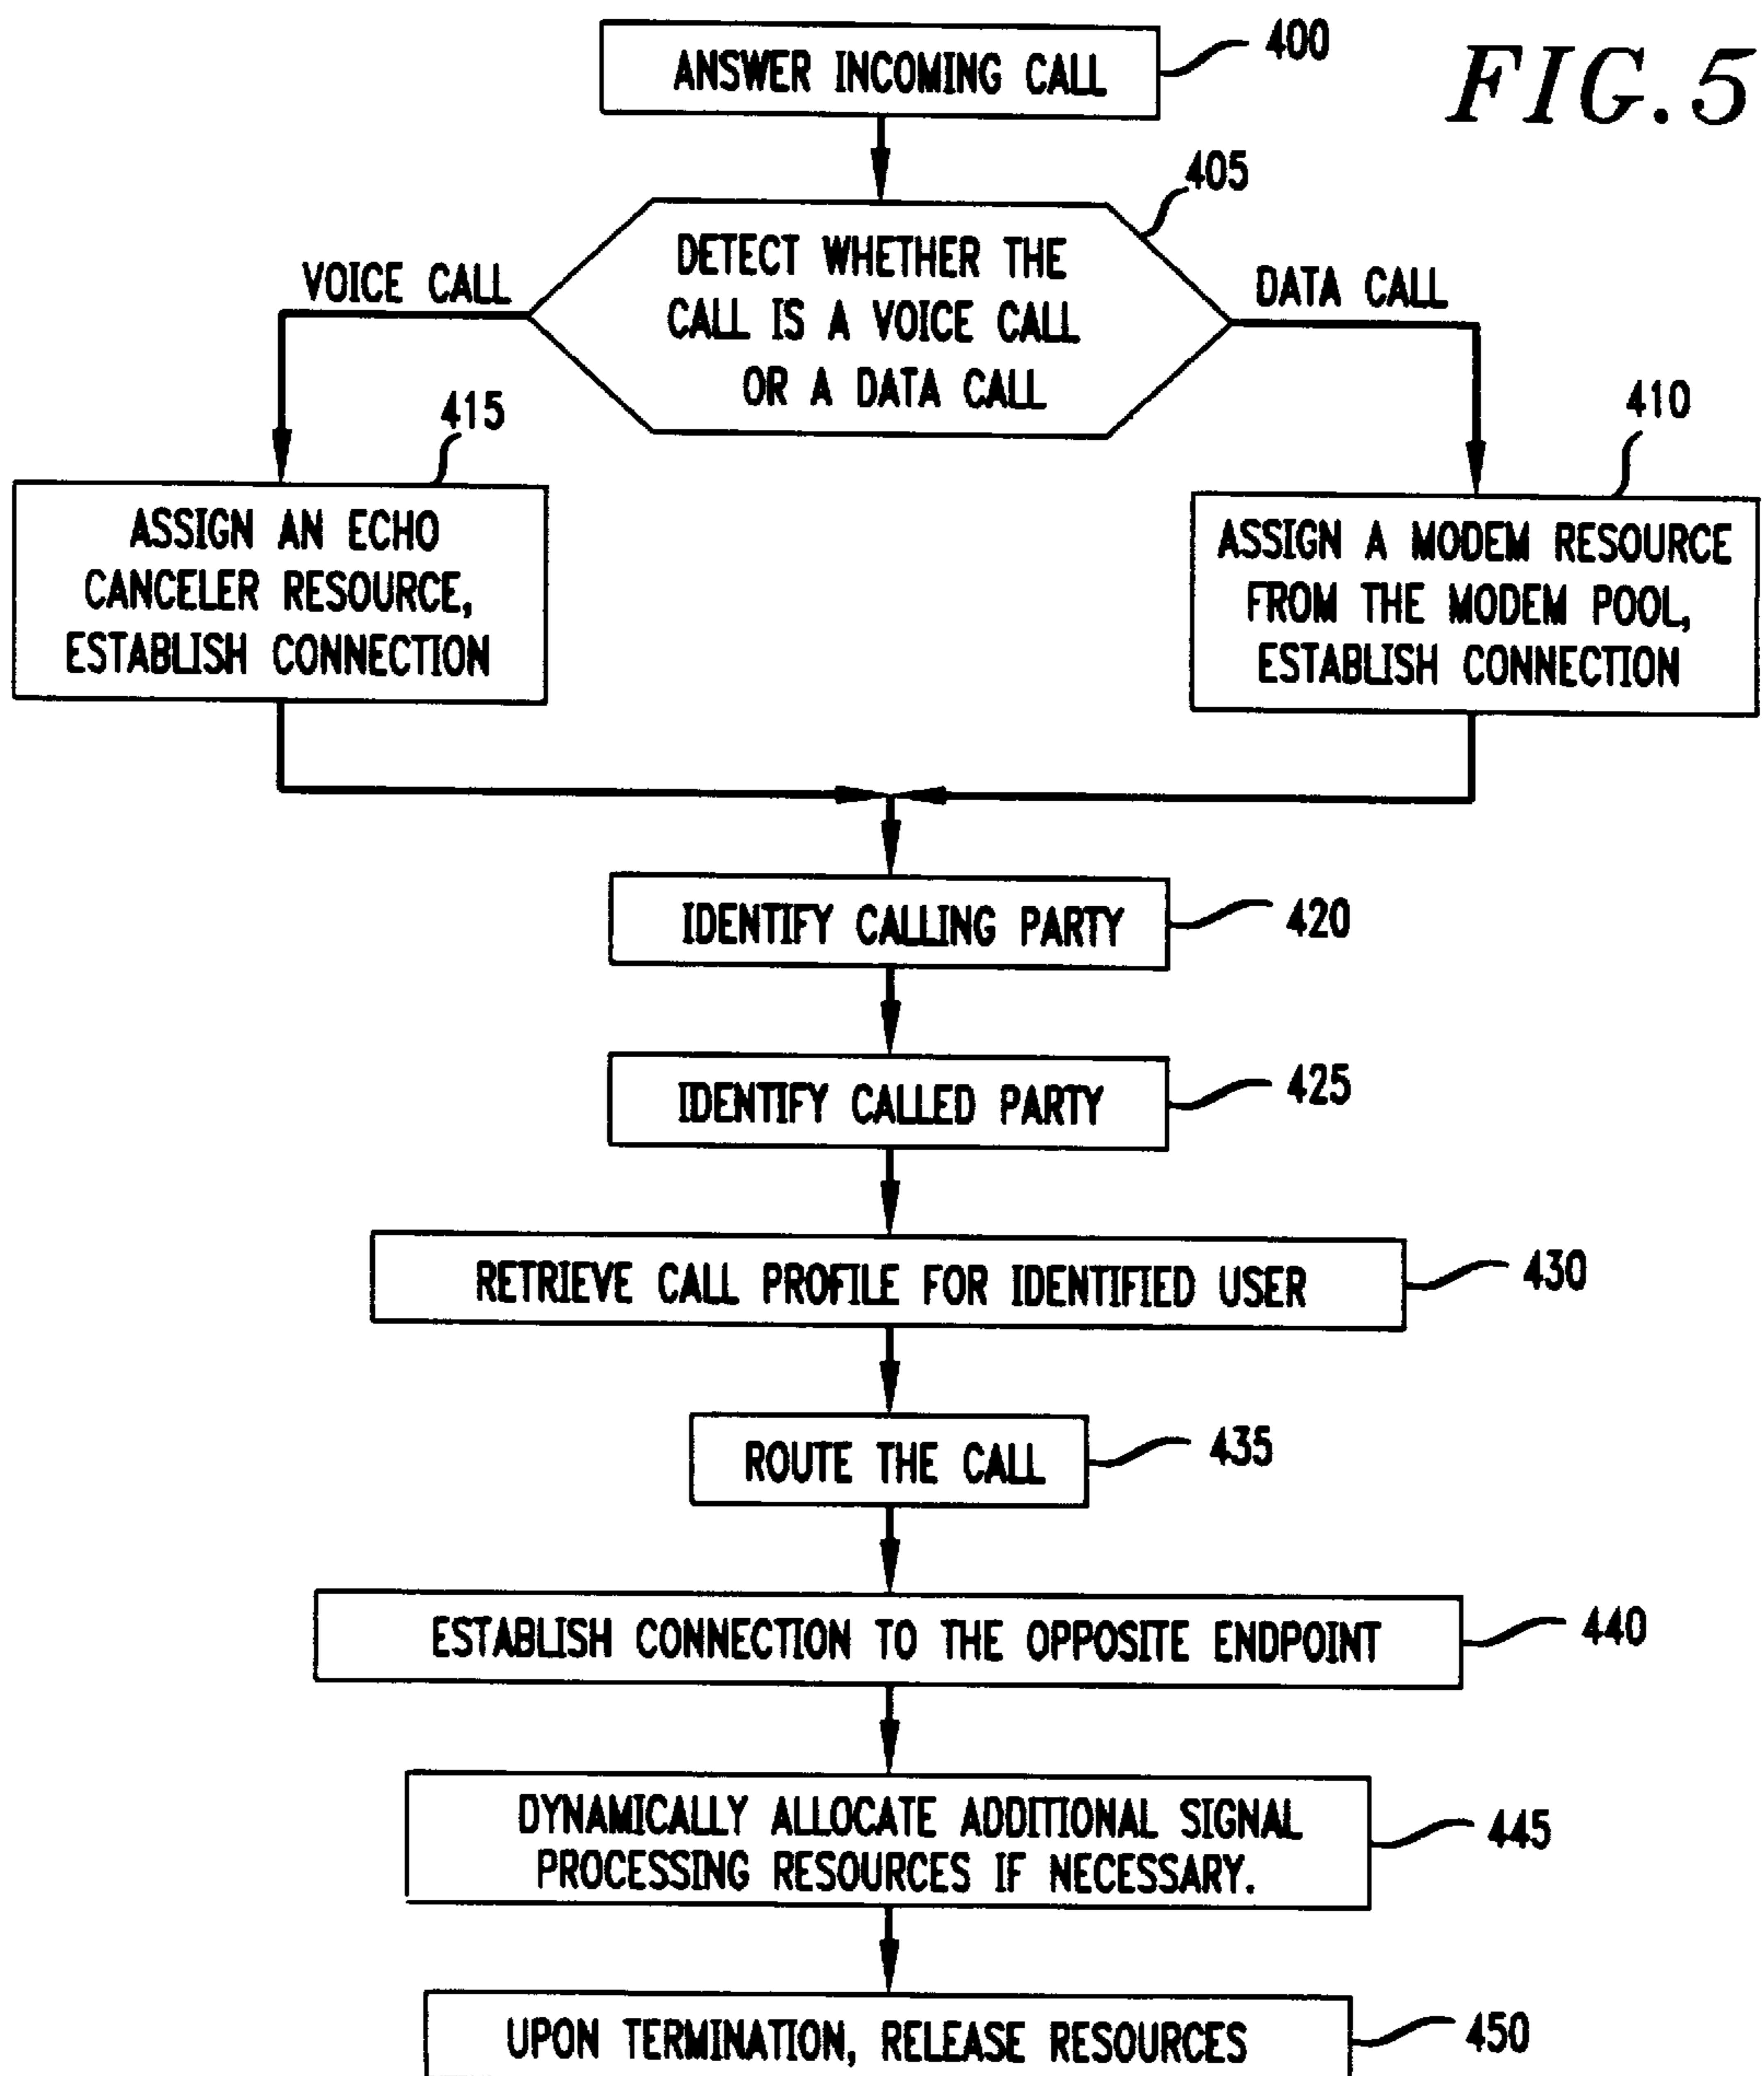 FIG. 5
ANSWER INCOMING CALL
400
DETECT WHETHER THE
CALL IS A VOICE CALL
OR A DATA CALL
405
VOICE CALL
DATA CALL
415
ASSIGN AN ECHO
CANCELER RESOURCE,
ESTABLISH CONNECTION
410
ASSIGN A MODEM RESOURCE
FROM THE MODEM POOL,
ESTABLISH CONNECTION
IDENTIFY CALLING PARTY
420
IDENTIFY CALLED PARTY
425
RETRIEVE CALL PROFILE FOR IDENTIFIED USER
430
ROUTE THE CALL
435
ESTABLISH CONNECTION TO THE OPPOSITE ENDPOINT
440
DYNAMICALLY ALLOCATE ADDITIONAL SIGNAL
PROCESSING RESOURCES IF NECESSARY.
445
UPON TERMINATION, RELEASE RESOURCES
450